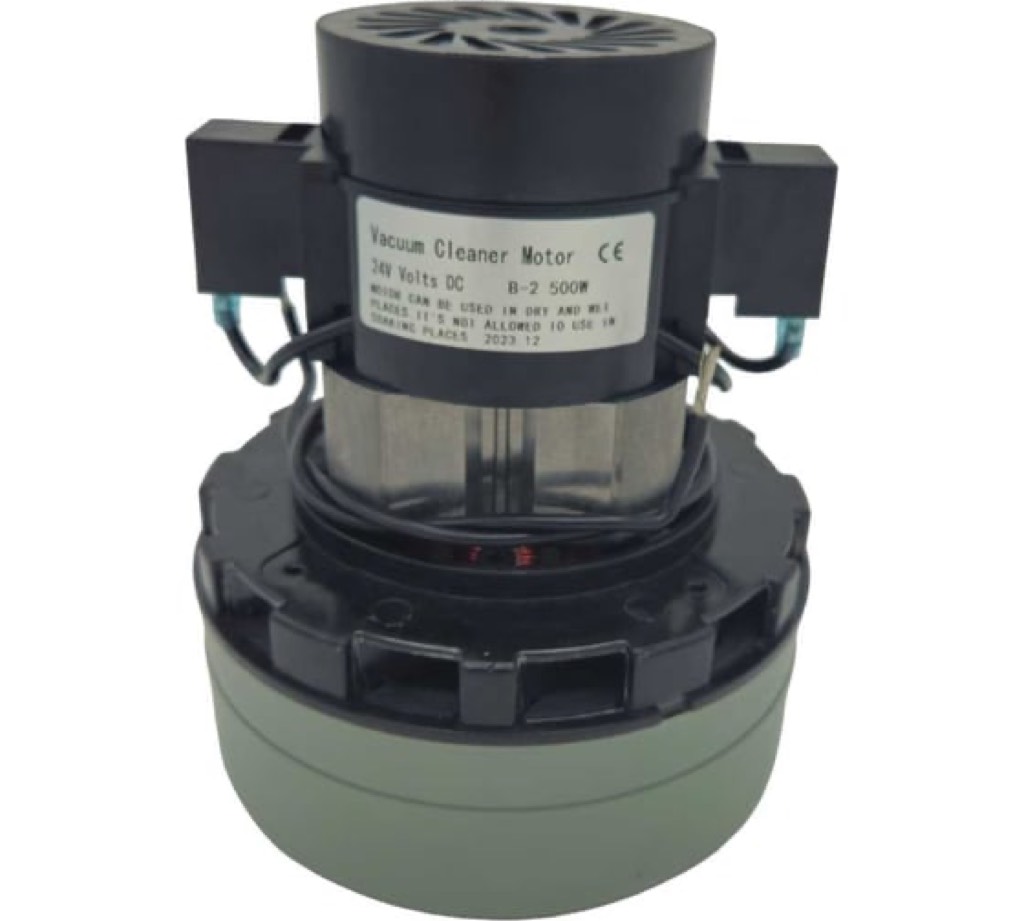 Vacuum Cleaner Motor CE
24V Volts DC B-2 500W
MOTOR CAN BE USED IN DRY AND WET
PLACES IT'S NOT ALLOWED TO USE IN
SOAKING PLACES 2023.12